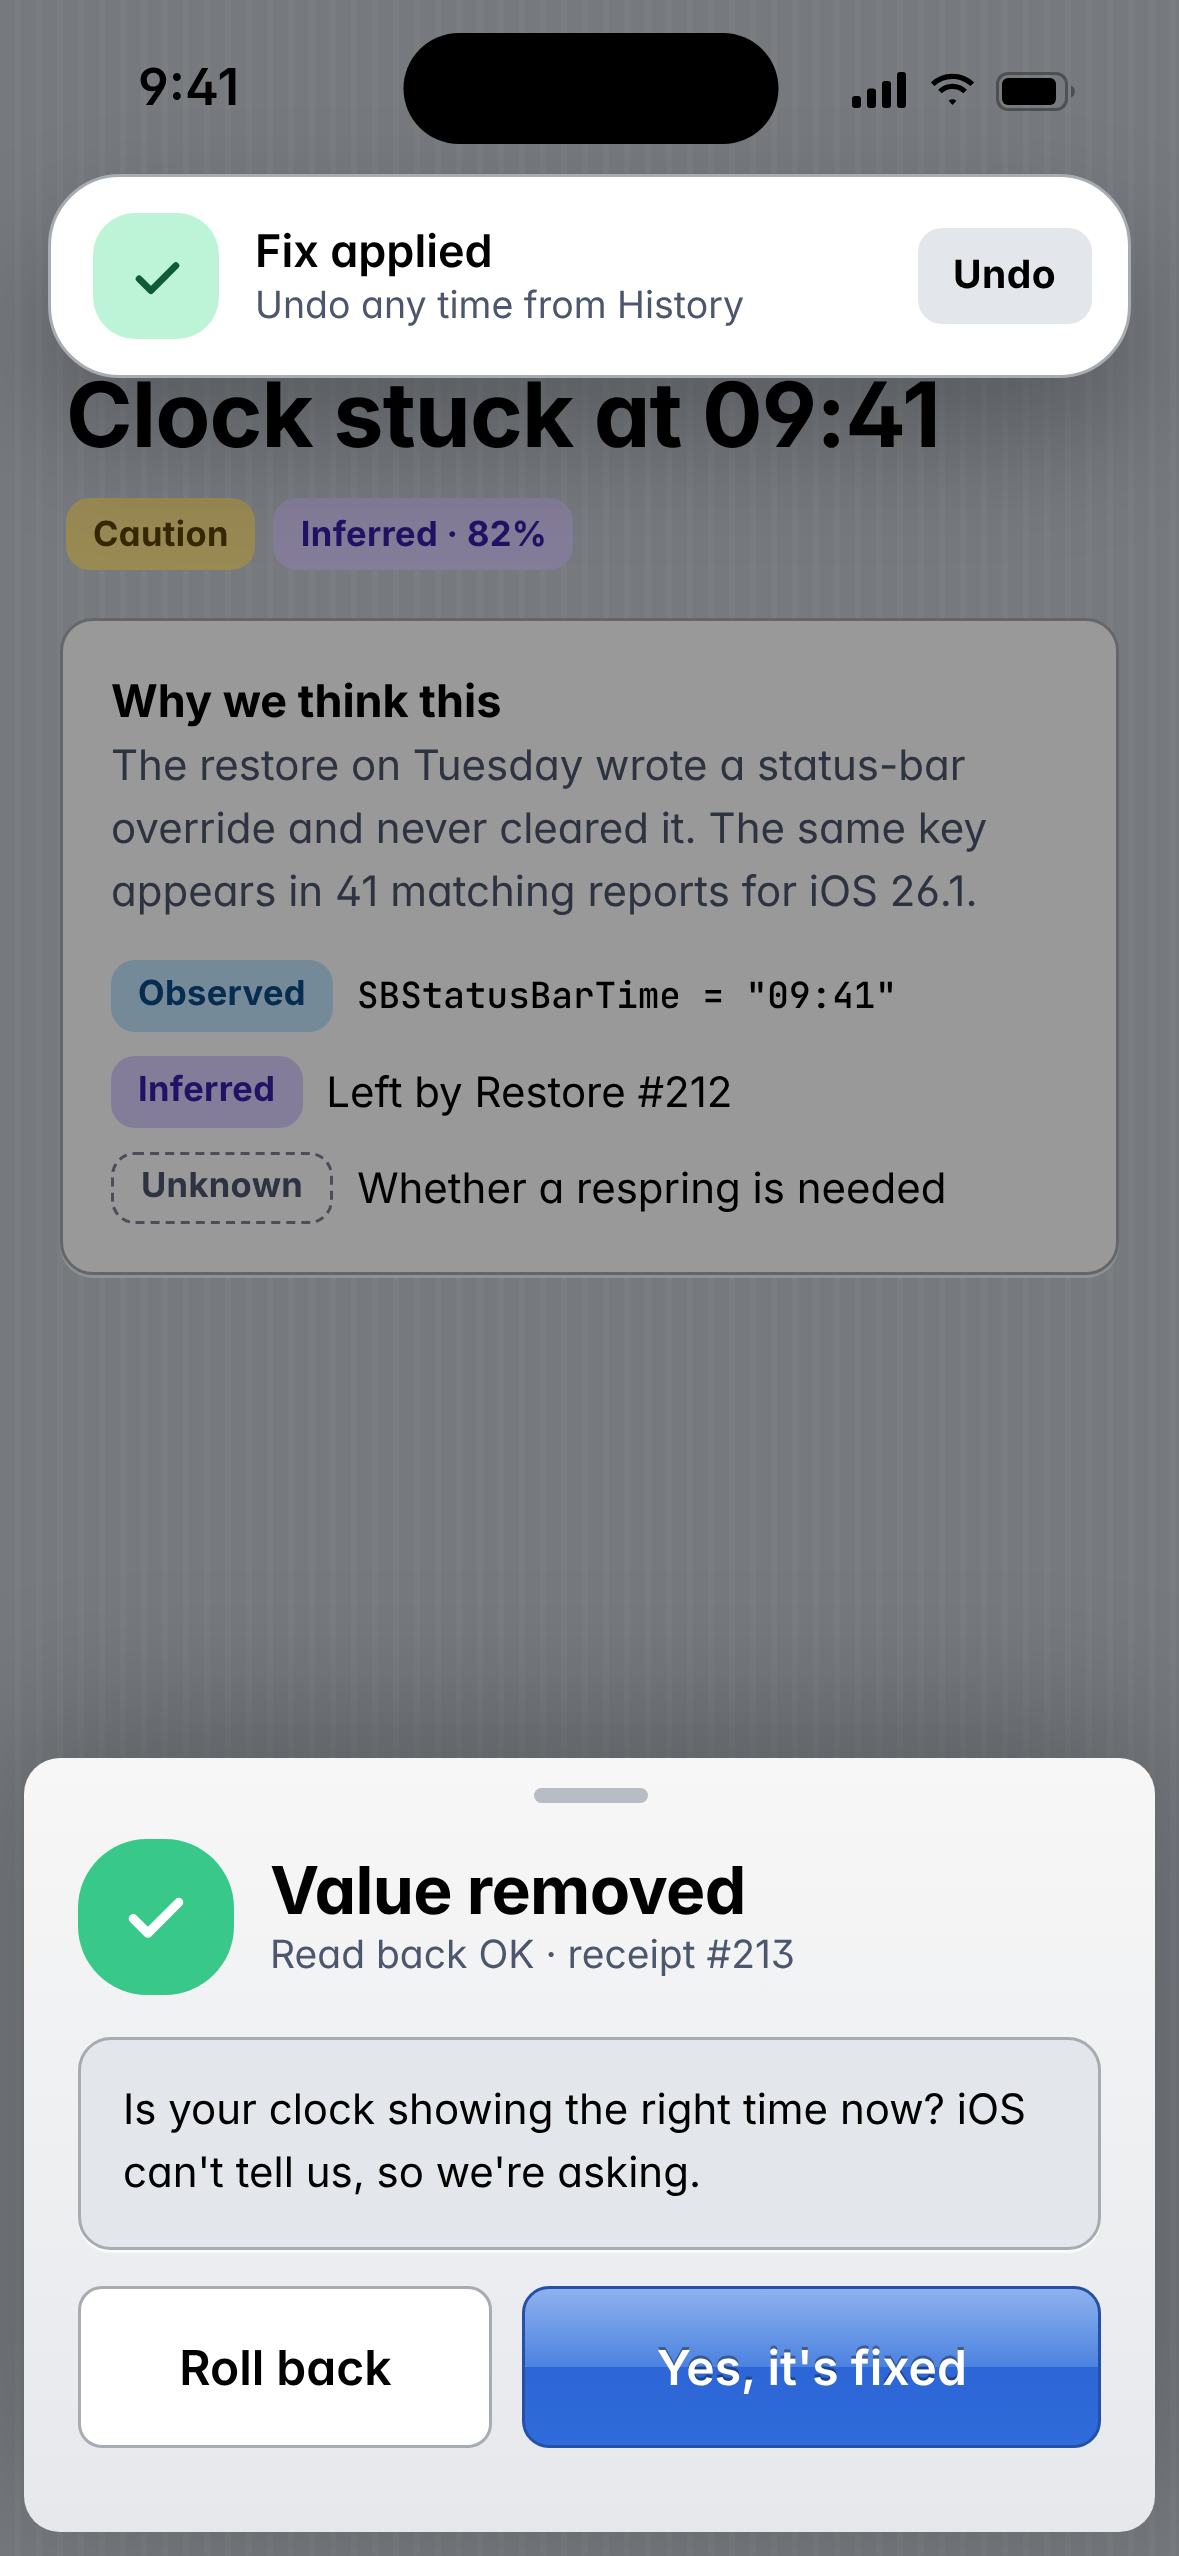 9:41
Fix applied
Undo any time from History
Undo
Clock stuck at 09:41
Caution
Inferred · 82%
Why we think this
The restore on Tuesday wrote a status-bar
override and never cleared it. The same key
appears in 41 matching reports for iOS 26.1.
Observed SBStatusBarTime = "09:41"
Inferred Left by Restore #212
Unknown Whether a respring is needed
Value removed
Read back OK · receipt #213
Is your clock showing the right time now? iOS
can't tell us, so we're asking.
Roll back
Yes, it's fixed